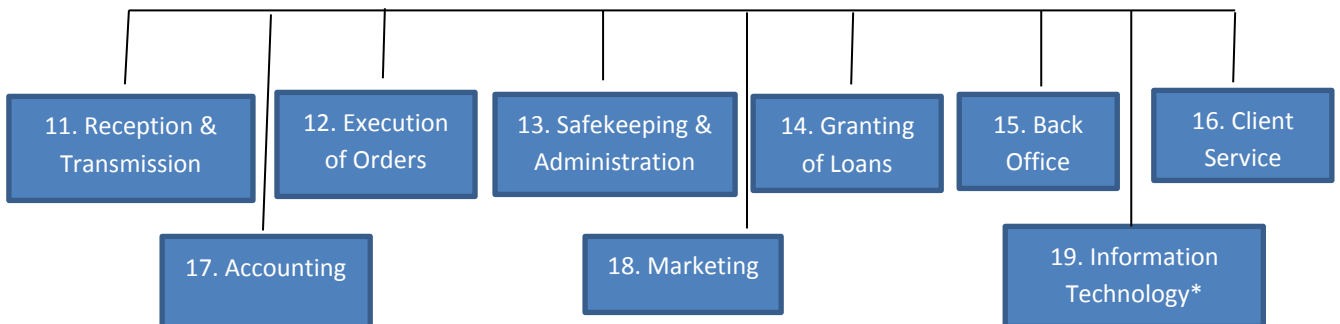 11. Reception &
Transmission
12. Execution
of Orders
13. Safekeeping &
Administration
14. Granting
of Loans
15. Back
Office
16. Client
Service
17. Accounting
18. Marketing
19. Information
Technology*